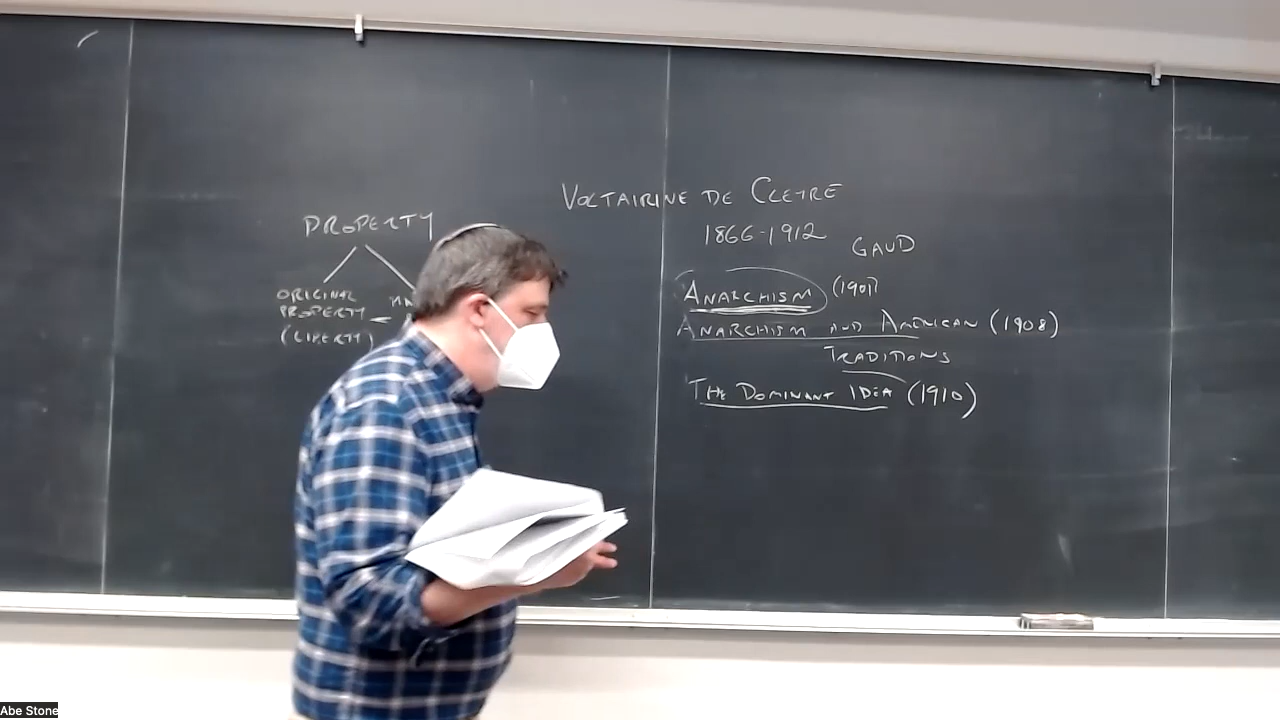 VOLTAIRINE DE CLEYRE
1866-1912
GAUD
PROPERTY
ORIGINAL
PROPERTY
(LIBERTY)
ANARCHISM (1901)
ANARCHISM AND AMERICAN (1908)
TRADITIONS
THE DOMINANT IDEA (1910)
Abe Stone